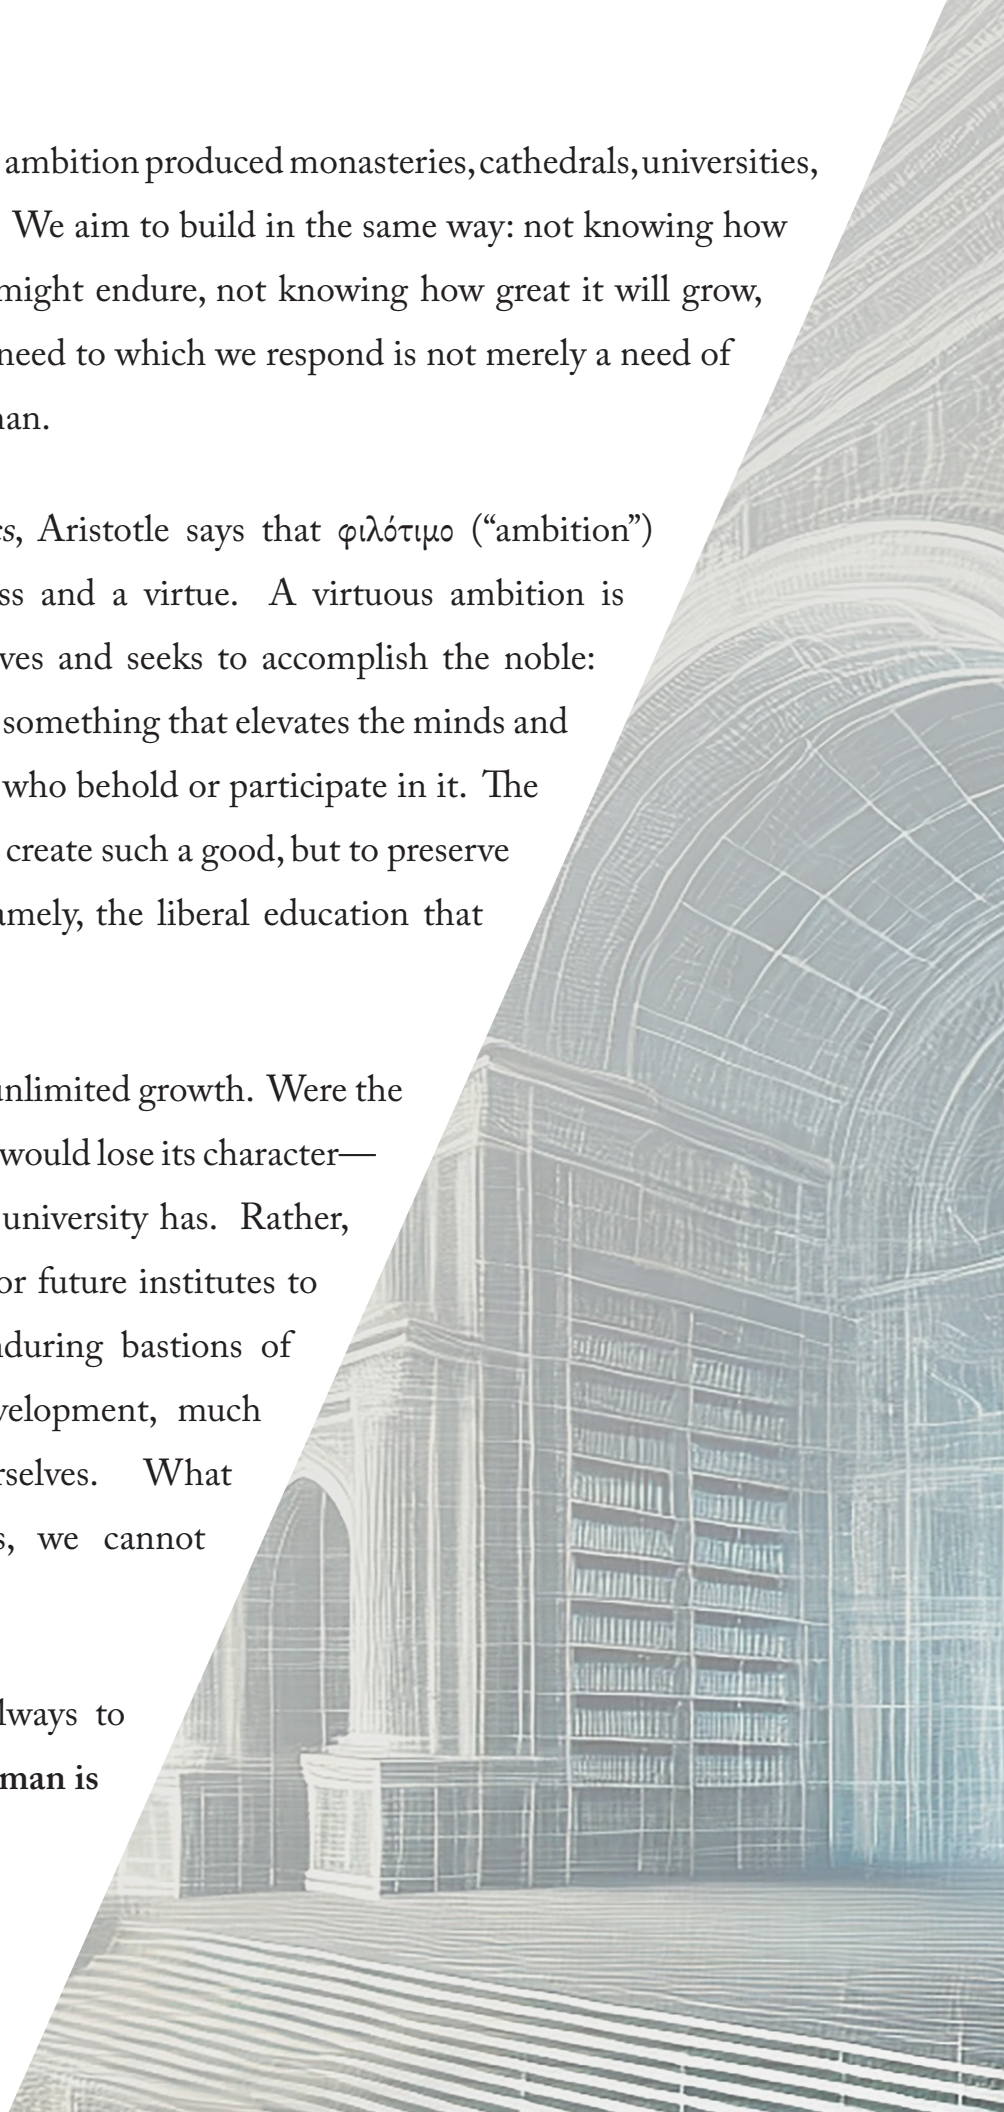 ambition produced monasteries, cathedrals, universities,
We aim to build in the same way: not knowing how
might endure, not knowing how great it will grow,
need to which we respond is not merely a need of
an.
s, Aristotle says that φιλότιμο (“ambition”)
ss and a virtue. A virtuous ambition is
ves and seeks to accomplish the noble:
something that elevates the minds and
who behold or participate in it. The
create such a good, but to preserve
amely, the liberal education that
unlimited growth. Were the
would lose its character—
university has. Rather,
or future institutes to
nduring bastions of
velopment, much
rselves. What
s, we cannot
lways to
man is